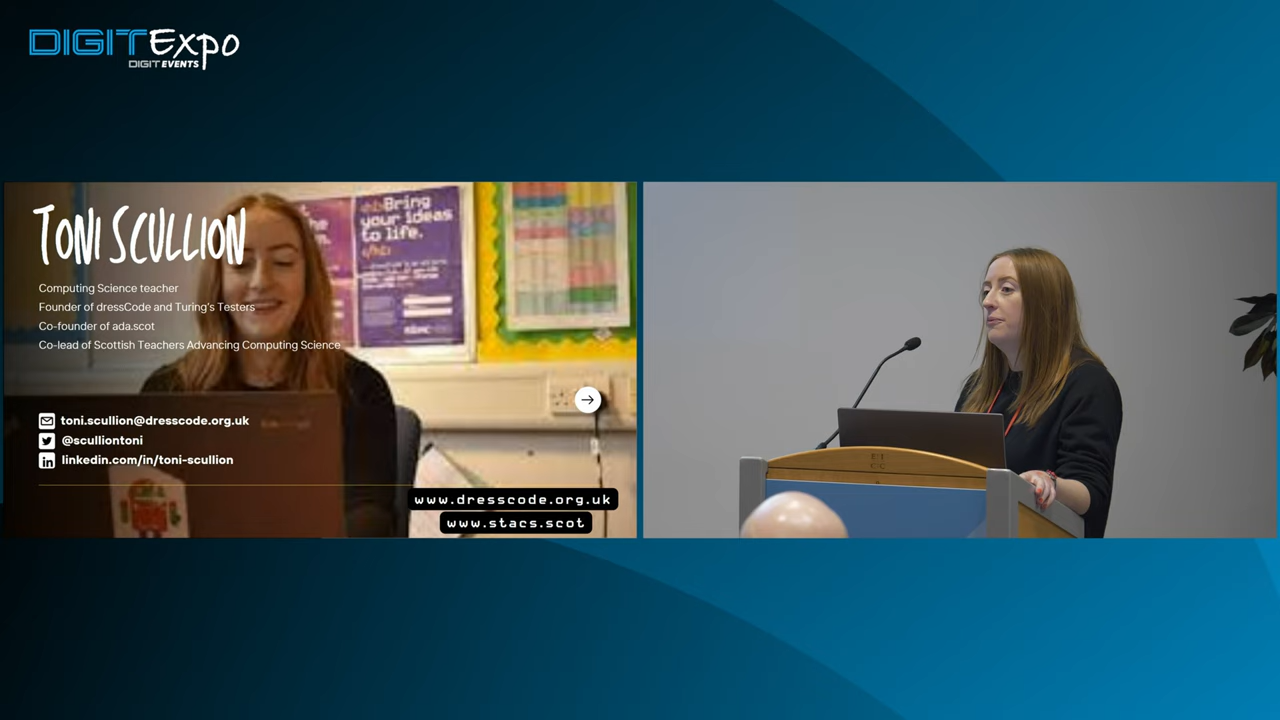 DIGIT Expo
DIGIT EVENTS
TONI SCULLION
Computing Science teacher
Founder of dressCode and Turing's Testers
Co-founder of ada.scot
Co-lead of Scottish Teachers Advancing Computing Science
toni.scullion@dresscode.org.uk
@sculliontoni
linkedin.com/in/toni-scullion
www.dresscode.org.uk
www.stacs.scot
Bring
your ideas
to life.